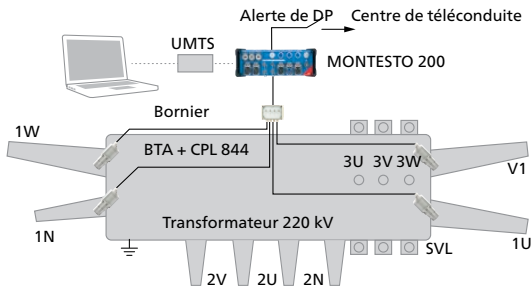 Alerte de DP Centre de téléconduite
UMTS
MONTESTO 200
Bornier
1W
BTA + CPL 844
3U 3V 3W
V1
1N
Transformateur 220 kV
1U
SVL
2V 2U 2N